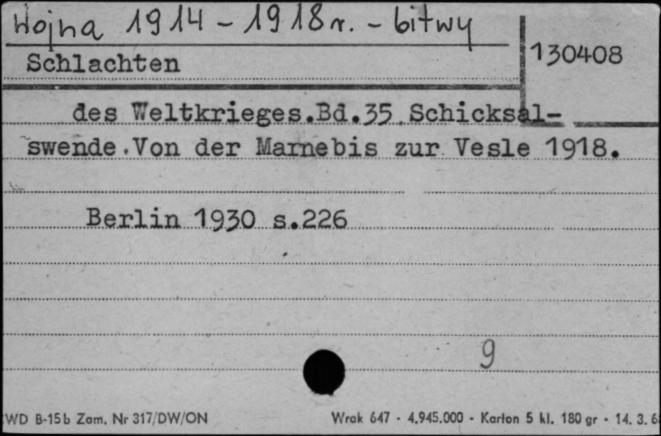 Wojna 1914 - 1918 r. - bitwy
130408
Schlachten
des Weltkrieges.Bd.35 Schicksal-
swende.Von der Marnebis zur Vesle 1918.
Berlin 1930 s.226
9
WD B-15b Zam. Nr 317/DW/ON
Wrak 647 - 4.945.000 - Karton 5 kl. 180 gr - 14. 3. 6